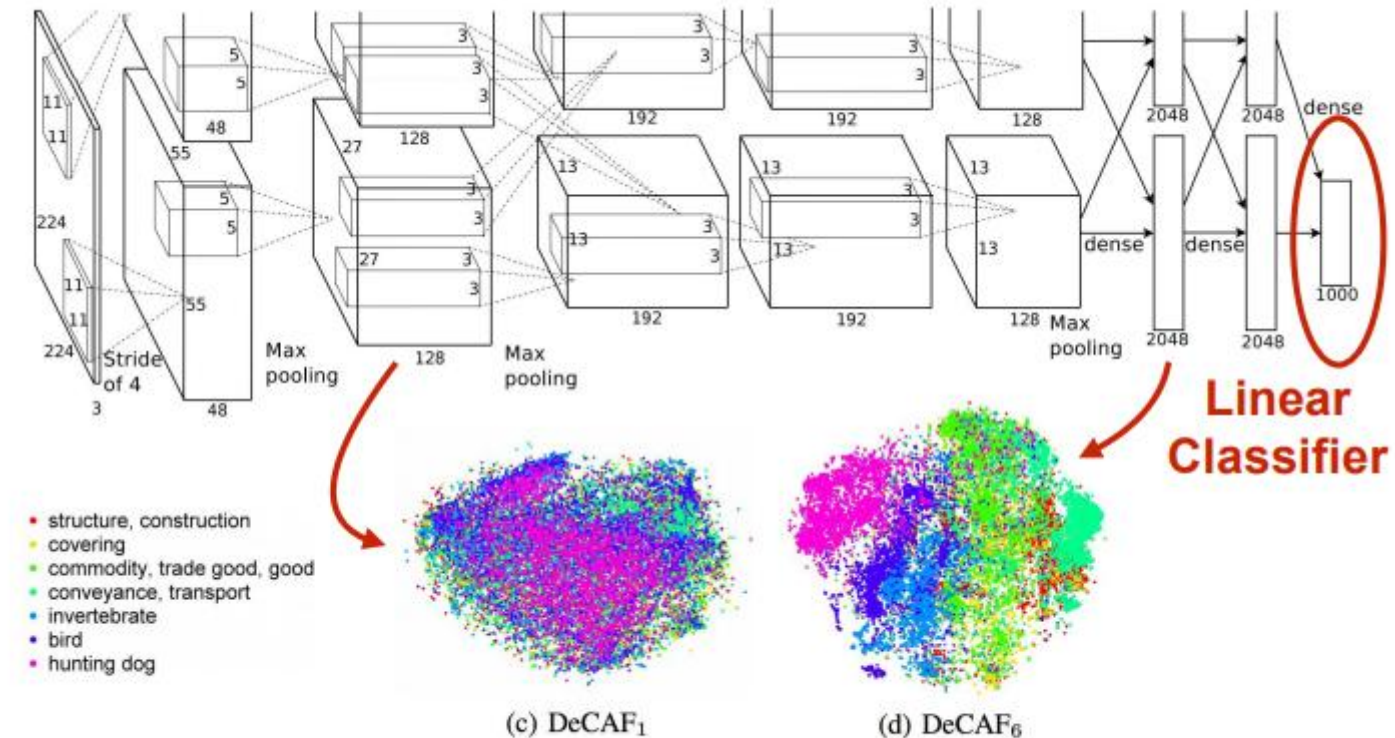 11
11
5
5
48
55
224
11
11
224
3
Stride
of 4
5
5
55
48
Max
pooling
3
3
3
3
128
27
3
3
27
3
3
128
Max
pooling
3
3
192
13
3
3
13
192
3
3
192
13
3
3
13
192
128
13
13
128
Max
pooling
2048
2048
dense
dense
dense
2048
2048
1000
Linear
Classifier
structure, construction
covering
commodity, trade good, good
conveyance, transport
invertebrate
bird
hunting dog
(c) DeCAF₁
(d) DeCAF₆